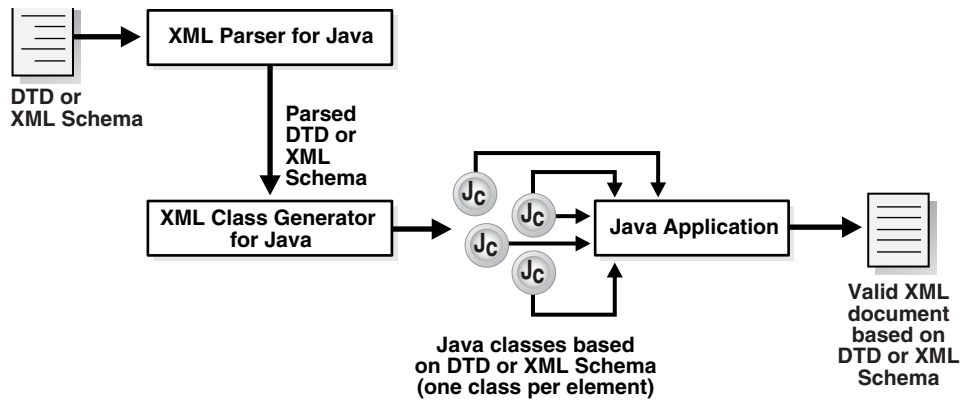 XML Parser for Java
DTD or
XML Schema
Parsed
DTD or
XML
Schema
XML Class Generator
for Java
Jc
Jc
Jc
Jc
Java Application
Java classes based
on DTD or XML Schema
(one class per element)
Valid XML
document
based on
DTD or XML
Schema